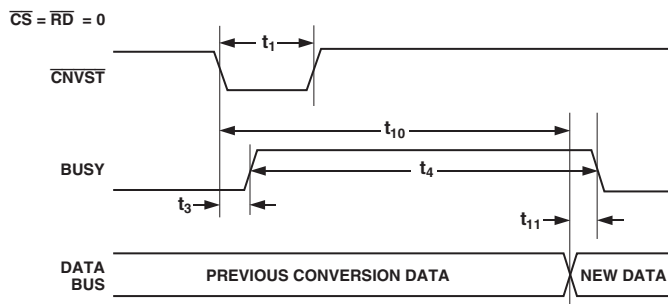 CS = RD = 0
t1
CNVST
t10
BUSY
t4
t3
t11
DATA BUS
PREVIOUS CONVERSION DATA
NEW DATA